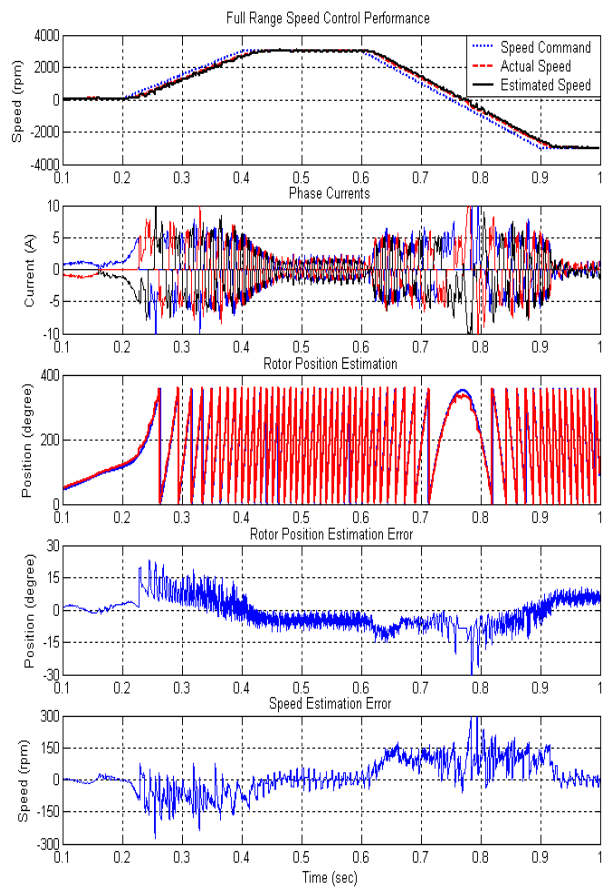 Full Range Speed Control Performance
4000
2000
0
-2000
-4000
Speed (rpm)
Speed Command
Actual Speed
Estimated Speed
0.1 0.2 0.3 0.4 0.5 0.6 0.7 0.8 0.9 1
Phase Currents
10
5
0
-5
-10
Current (A)
0.1 0.2 0.3 0.4 0.5 0.6 0.7 0.8 0.9 1
Rotor Position Estimation
400
200
0
Position (degree)
0.1 0.2 0.3 0.4 0.5 0.6 0.7 0.8 0.9 1
Rotor Position Estimation Error
30
15
0
-15
-30
Position (degree)
0.1 0.2 0.3 0.4 0.5 0.6 0.7 0.8 0.9 1
Speed Estimation Error
300
150
0
-150
-300
Speed (rpm)
0.1 0.2 0.3 0.4 0.5 0.6 0.7 0.8 0.9 1
Time (sec)